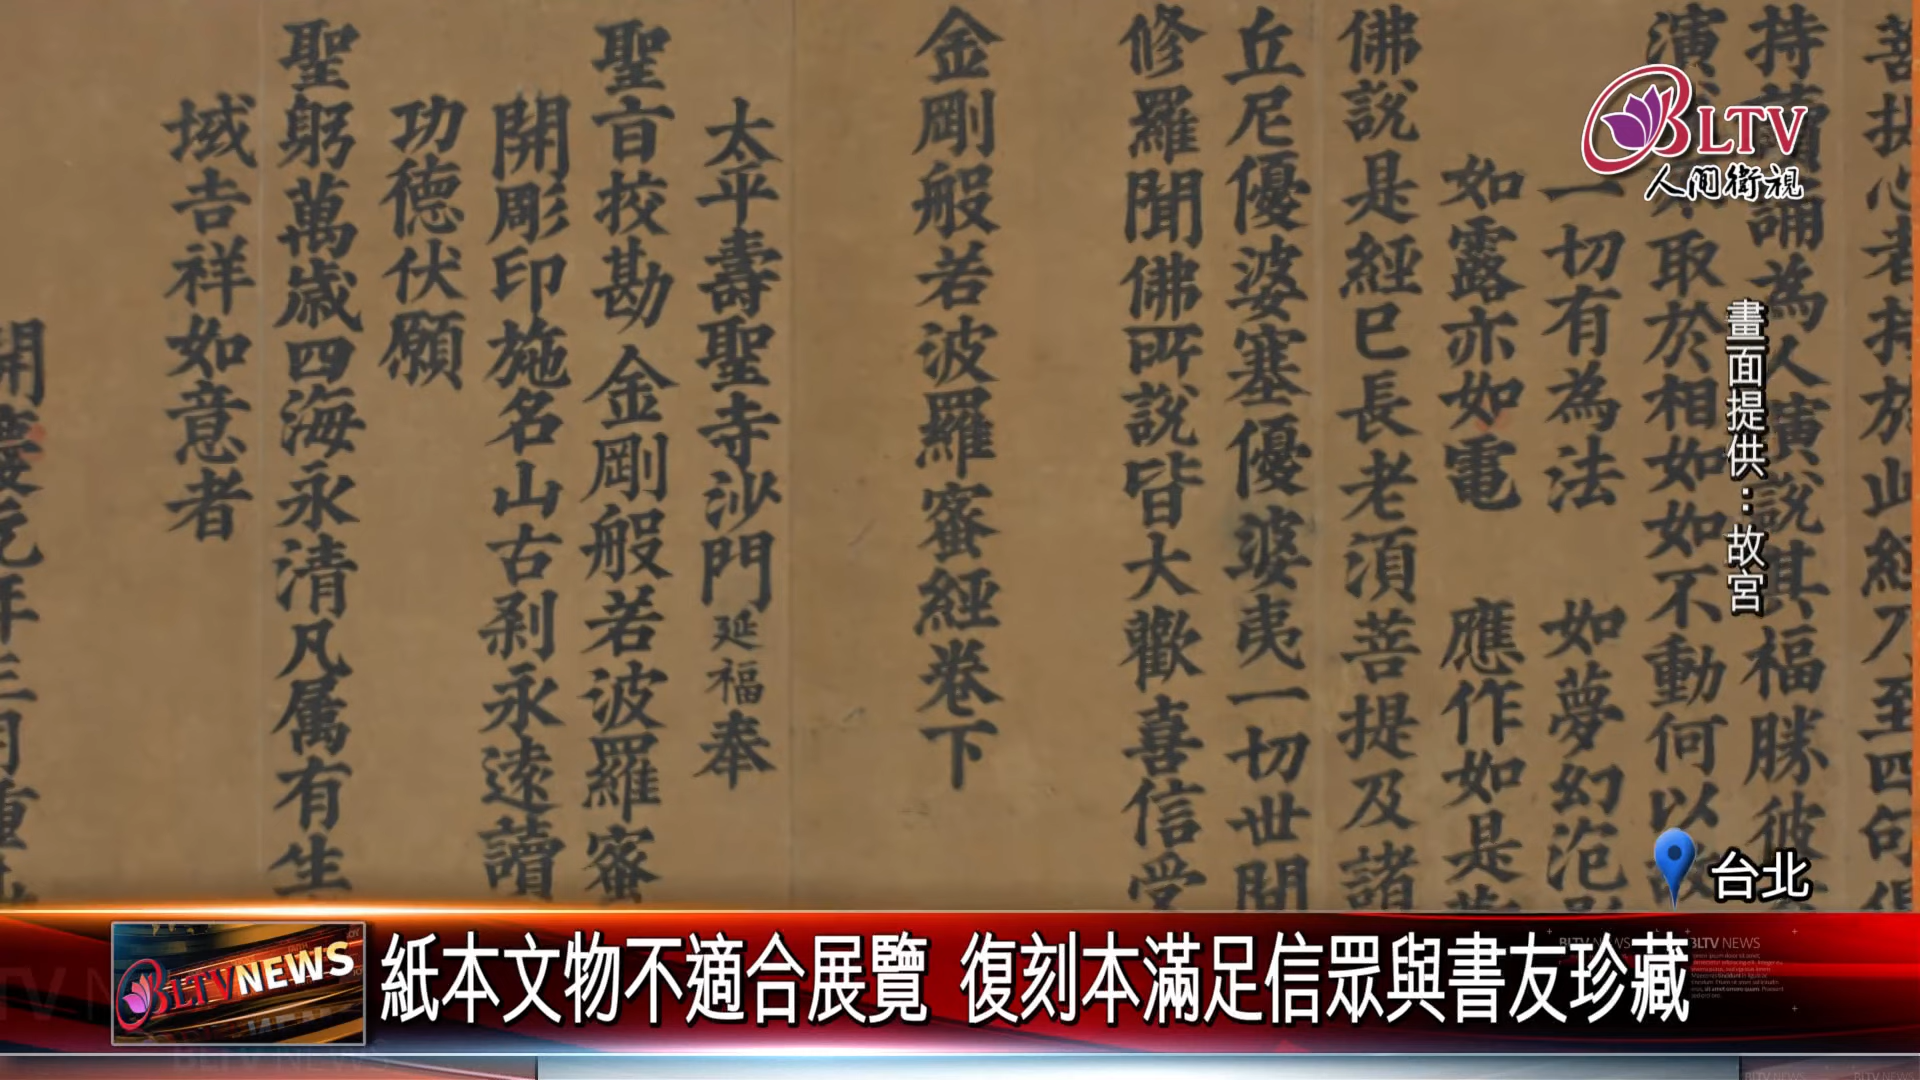 持讀誦為人演說其福勝彼
取於相如如不動何以
一切有為法 如夢幻泡
如露亦如電 應作如是
佛說是經已長老須菩提及諸
丘尼優婆塞優婆夷一切世間
修羅聞佛所說皆大歡喜信受
金剛般若波羅蜜經卷下
太平壽聖寺沙門延福奉
聖旨挍勘 金剛般若波羅蜜
開彫印施名山古剎永遠讀
功德伏願
聖躬萬歲四海永清凡属有生
域吉祥如意者
BLTV
人間衛視
畫面提供：故宮
台北
BLTV NEWS
紙本文物不適合展覽 復刻本滿足信眾與書友珍藏